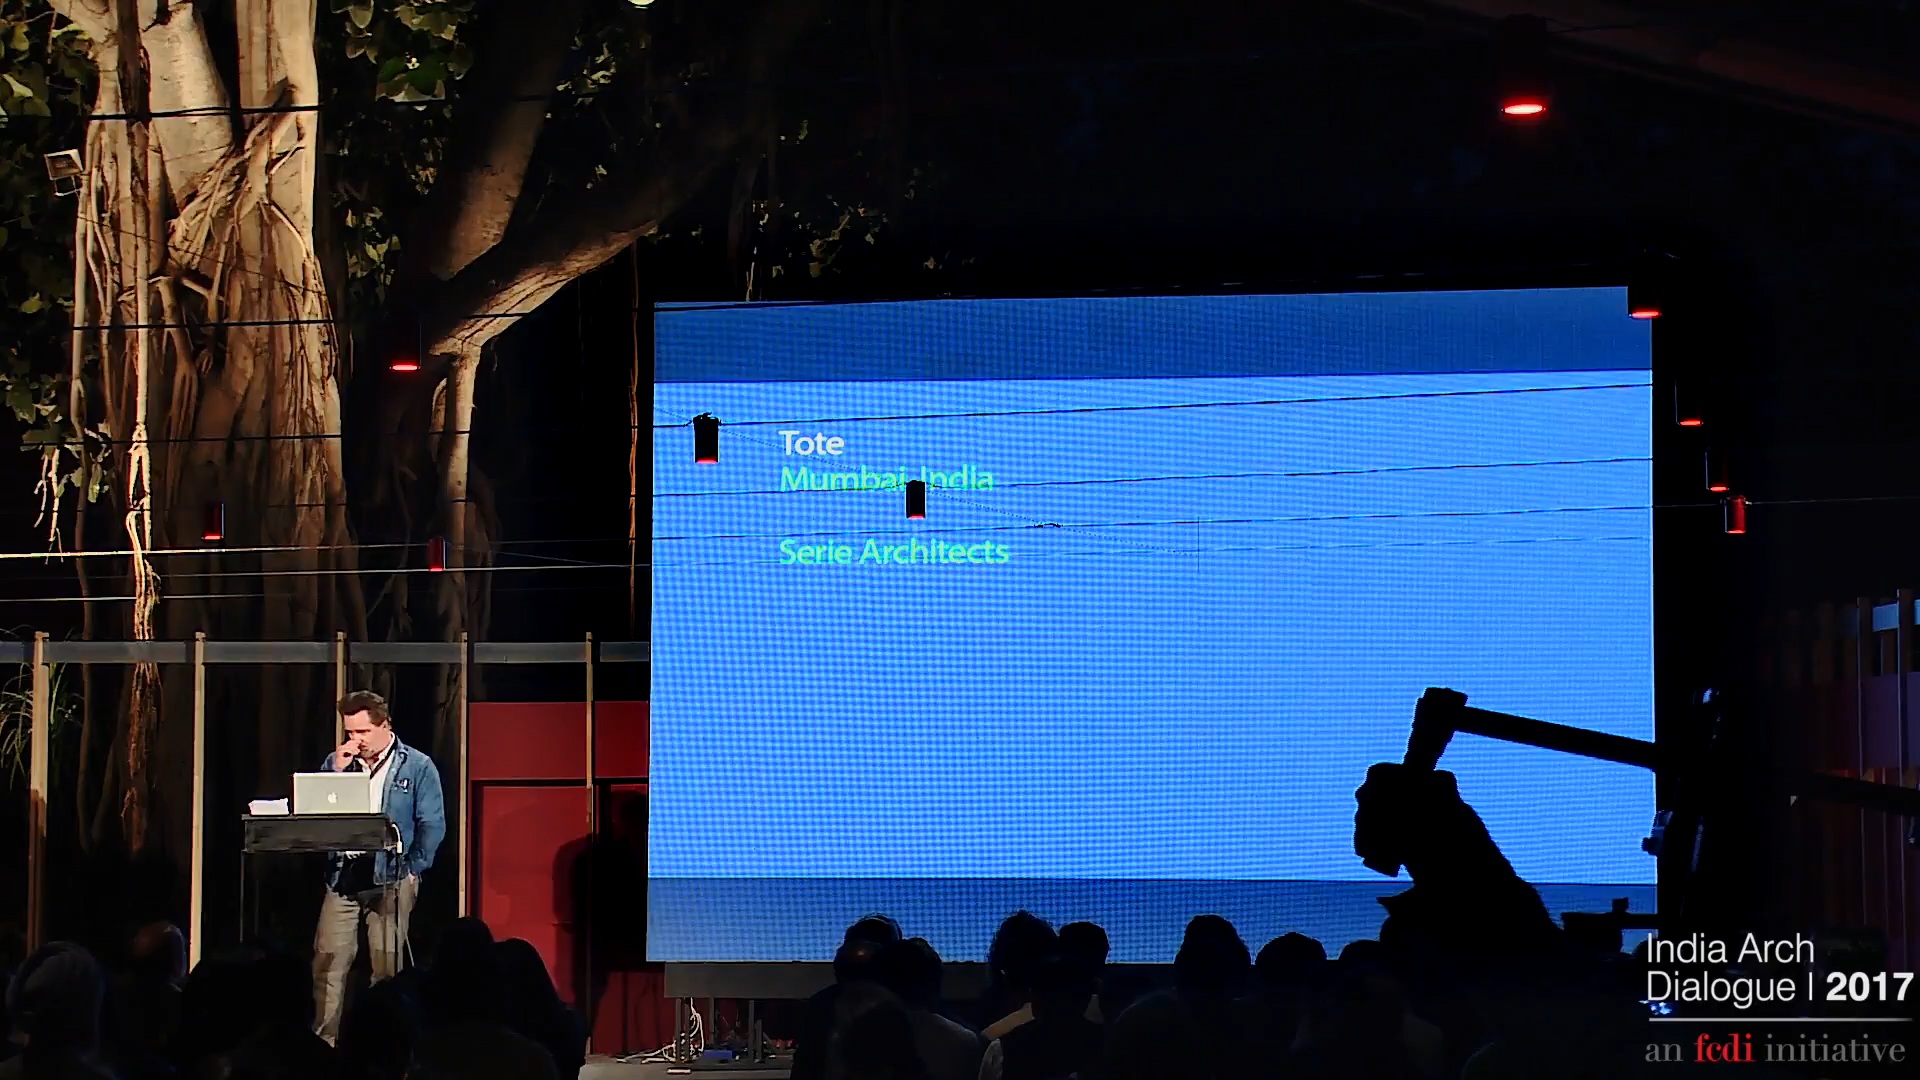 Tote
Mumbai India
Serie Architects
India Arch
Dialogue | 2017
an fcdi initiative